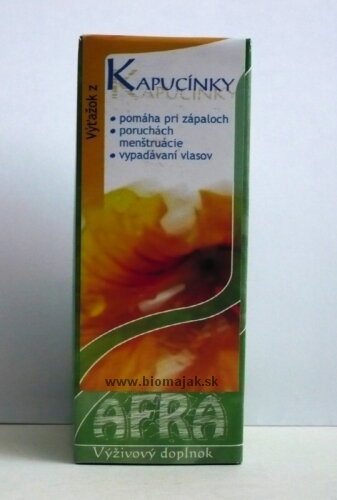 Výťažok z
KAPUCÍNKY
KAPUCÍNKY
• pomáha pri zápaloch
• poruchách
menštruácie
• vypadávaní vlasov
www.biomajak.sk
AFRA
Výživový doplnok